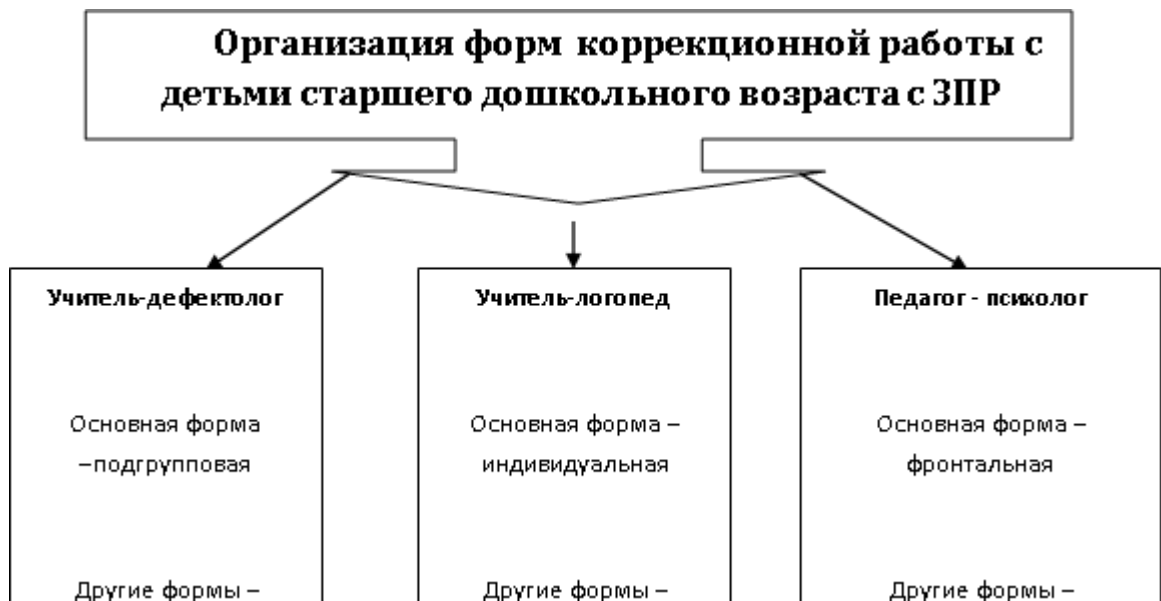 Организация форм коррекционной работы с
детьми старшего дошкольного возраста с ЗПР
Учитель-дефектолог
Основная форма
–подгрупповая
Другие формы –
Учитель-логопед
Основная форма –
индивидуальная
Другие формы –
Педагог - психолог
Основная форма –
фронтальная
Другие формы –